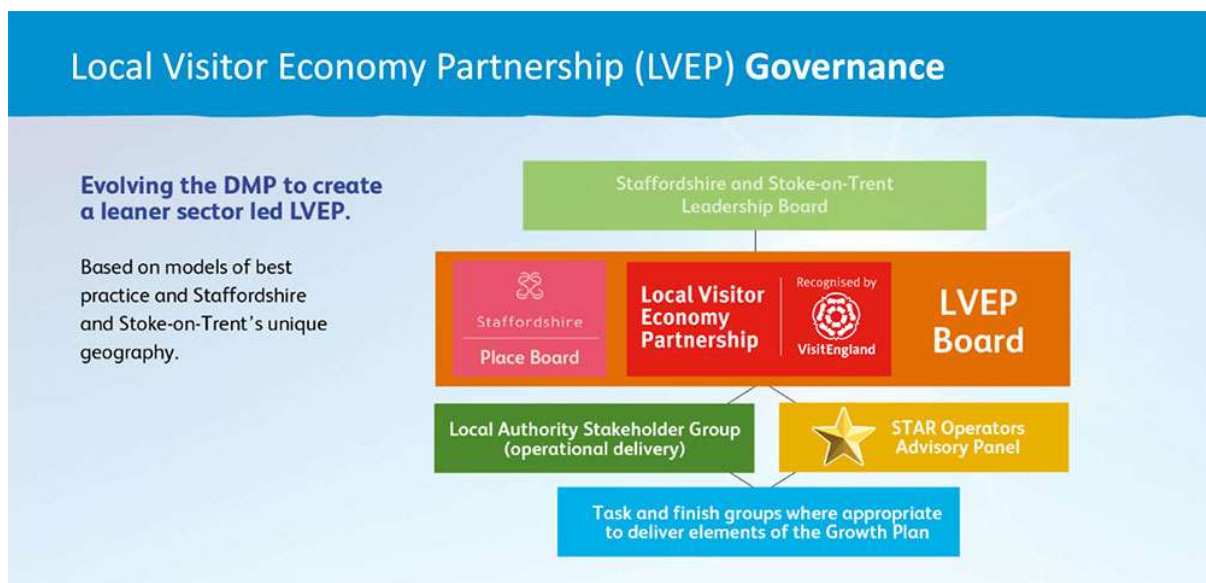 Local Visitor Economy Partnership (LVEP) Governance
Evolving the DMP to create
a leaner sector led LVEP.
Based on models of best
practice and Staffordshire
and Stoke-on-Trent's unique
geography.
Staffordshire and Stoke-on-Trent
Leadership Board
Staffordshire
Place Board
Local Visitor
Economy
Partnership
Recognised by
VisitEngland
LVEP
Board
Local Authority Stakeholder Group
(operational delivery)
STAR Operators
Advisory Panel
Task and finish groups where appropriate
to deliver elements of the Growth Plan